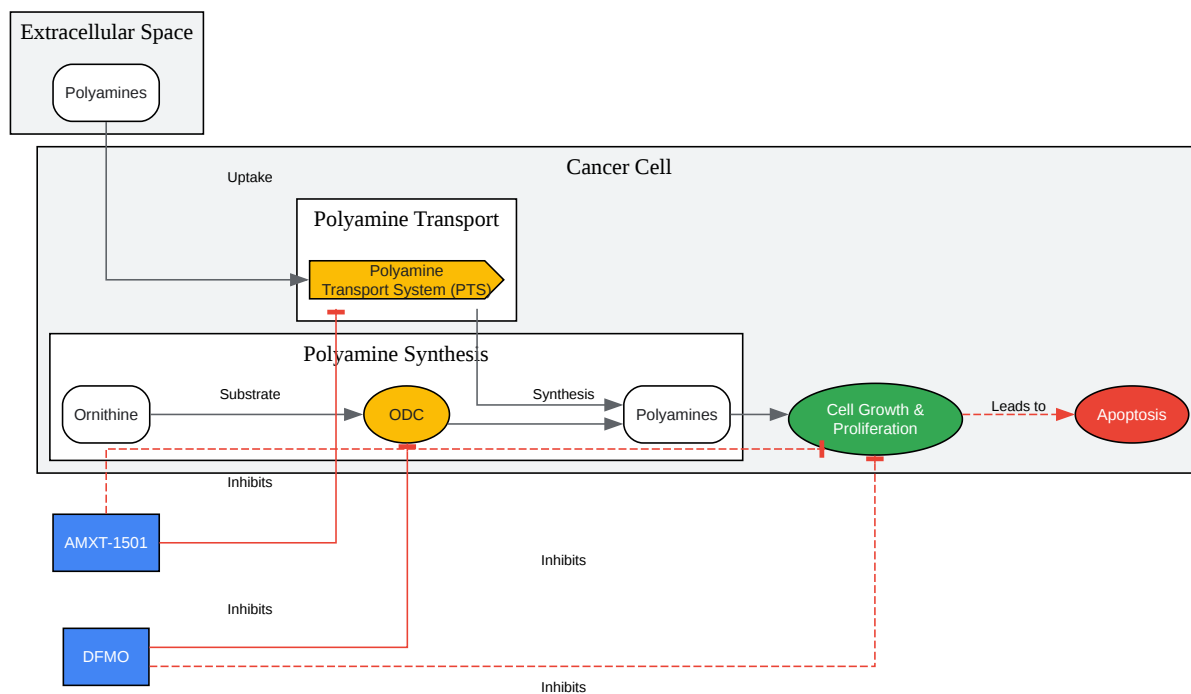 Extracellular Space
Polyamines
Cancer Cell
Uptake
Polyamine Transport
Polyamine
Transport System (PTS)
Polyamine Synthesis
Substrate
Synthesis
Ornithine
ODC
Polyamines
Cell Growth &
Proliferation
Leads to
Apoptosis
Inhibits
AMXT-1501
Inhibits
Inhibits
DFMO
Inhibits